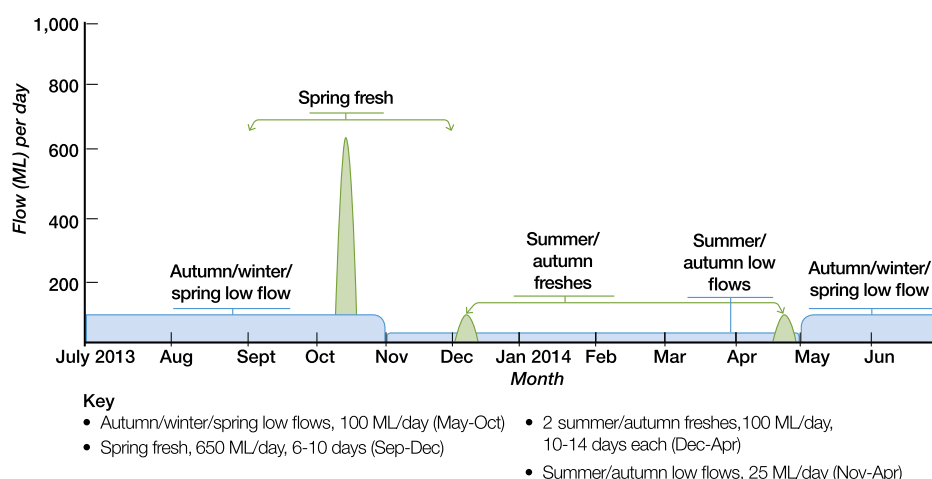 1,000
800
600
400
200
Flow (ML) per day
Spring fresh
Autumn/winter/
spring low flow
Summer/
autumn
freshes
Summer/
autumn low
flows
Autumn/winter/
spring low flow
July 2013 Aug Sept Oct Nov Dec Jan 2014 Feb Mar Apr May Jun
Month
Key
• Autumn/winter/spring low flows, 100 ML/day (May-Oct)
• Spring fresh, 650 ML/day, 6-10 days (Sep-Dec)
• 2 summer/autumn freshes,100 ML/day,
10-14 days each (Dec-Apr)
• Summer/autumn low flows, 25 ML/day (Nov-Apr)